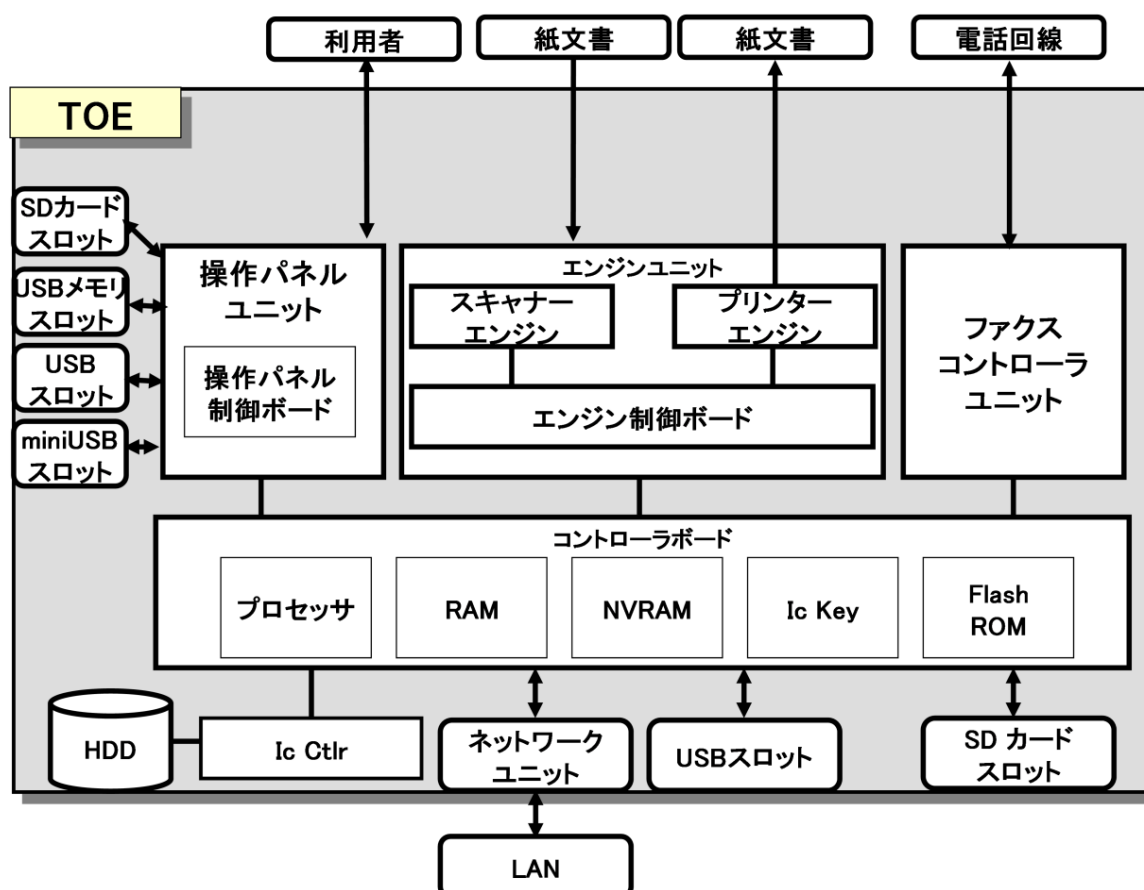 利用者
紙文書
紙文書
電話回線
TOE
SDカード
スロット
USBメモリ
スロット
USB
スロット
miniUSB
スロット
操作パネル
ユニット
操作パネル
制御ボード
エンジンユニット
スキャナー
エンジン
プリンター
エンジン
エンジン制御ボード
ファクス
コントローラ
ユニット
コントローラボード
プロセッサ
RAM
NVRAM
Ic Key
Flash
ROM
HDD
Ic Ctlr
ネットワーク
ユニット
USBスロット
SD カード
スロット
LAN